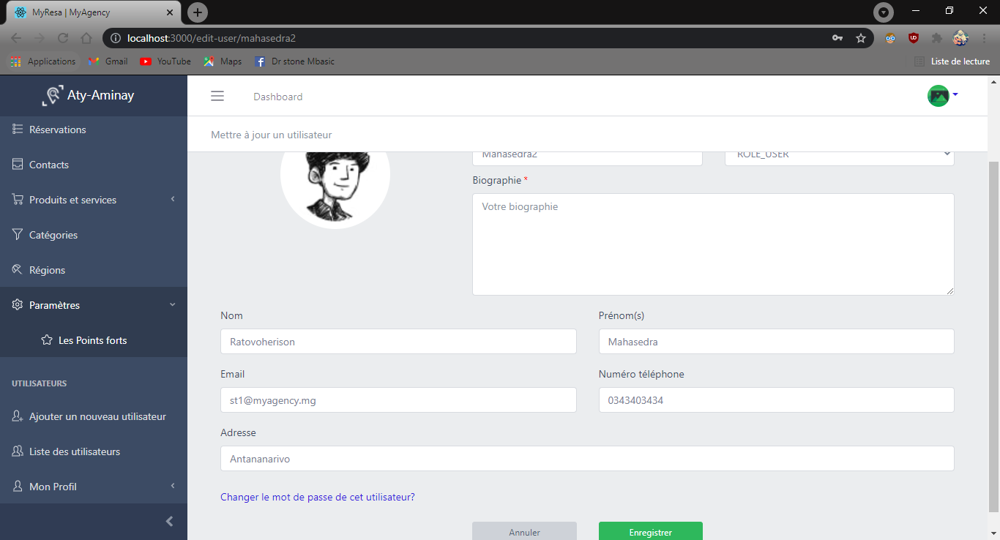 MyResa | MyAgency
localhost:3000/edit-user/mahasedra2
Applications
Gmail
YouTube
Maps
Dr stone Mbasic
Liste de lecture
Aty-Aminay
Réservations
Contacts
Produits et services
Catégories
Régions
Paramètres
Les Points forts
UTILISATEURS
Ajouter un nouveau utilisateur
Liste des utilisateurs
Mon Profil
Dashboard
Mettre à jour un utilisateur
Mahasedra2
ROLE_USER
Biographie *
Votre biographie
Nom
Prénom(s)
Ratovoherison
Mahasedra
Email
Numéro téléphone
st1@myagency.mg
0343403434
Adresse
Antananarivo
Changer le mot de passe de cet utilisateur?
Annuler
Enregistrer